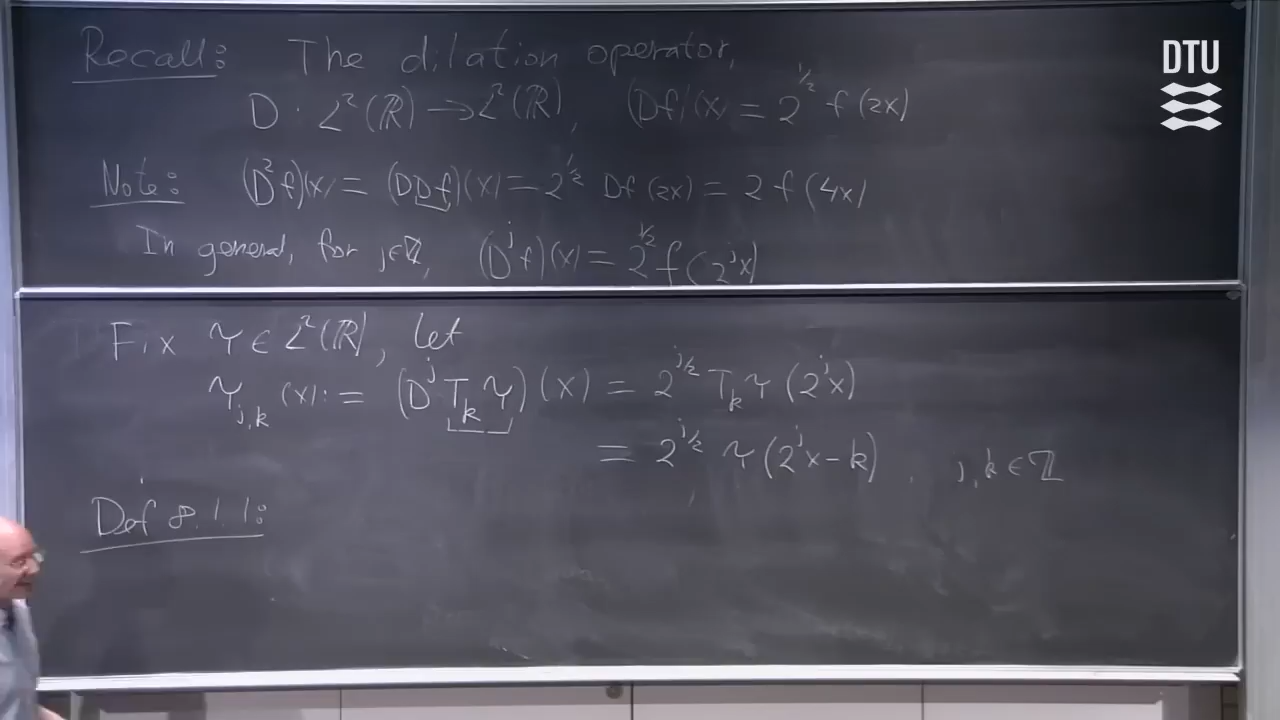 Recall: The dilation operator,
D : L²(ℝ) → L²(ℝ), (Df)(x) = 2^{1/2} f(2x)
Note: (D²f)(x) = (DDf)(x) = 2^{1/2} Df(2x) = 2 f(4x)
In general, for j∈ℤ, (D^j f)(x) = 2^{1/2} f(2^j x)
Fix ψ ∈ L²(ℝ), let
ψ_{j,k}(x) := (D^j T_k ψ)(x) = 2^{j/2} T_k ψ(2^j x)
= 2^{j/2} ψ(2^j x - k), j,k ∈ ℤ
Def 8.1.1:
DTU